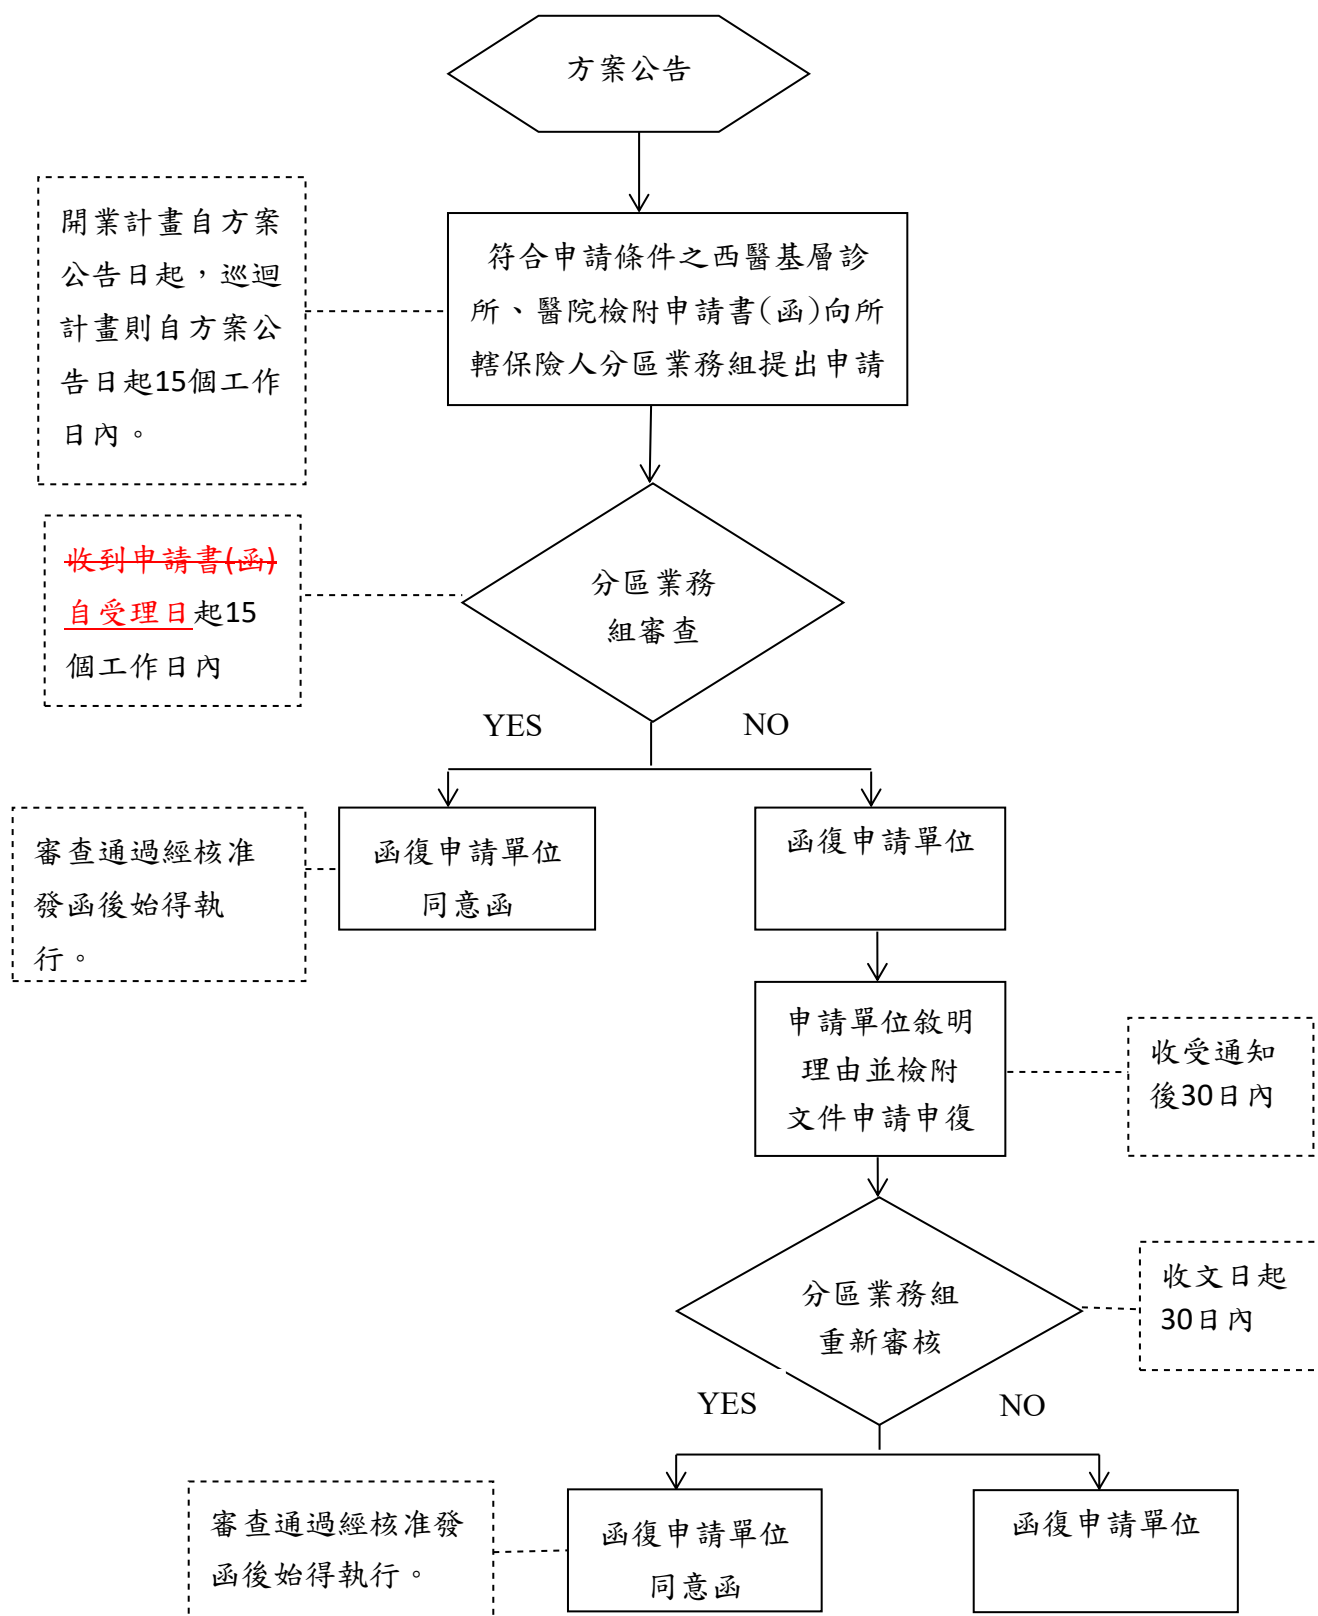 方案公告
開業計畫自方案
公告日起，巡迴
計畫則自方案公
告日起15個工作
日內。
符合申請條件之西醫基層診
所、醫院檢附申請書(函)向所
轄保險人分區業務組提出申請
收到申請書(函)
自受理日起15
個工作日內
分區業務
組審查
YES
NO
審查通過經核准
發函後始得執
行。
函復申請單位
同意函
函復申請單位
申請單位敘明
理由並檢附
文件申請申復
收受通知
後30日內
分區業務組
重新審核
收文日起
30日內
YES
NO
審查通過經核准發
函後始得執行。
函復申請單位
同意函
函復申請單位